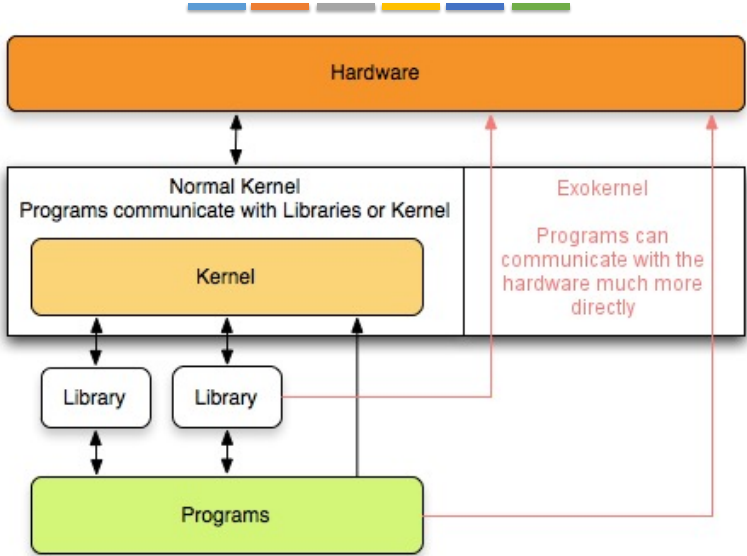 Hardware
Normal Kernel
Programs communicate with Libraries or Kernel
Kernel
Exokernel
Programs can
communicate with the
hardware much more
directly
Library
Library
Programs